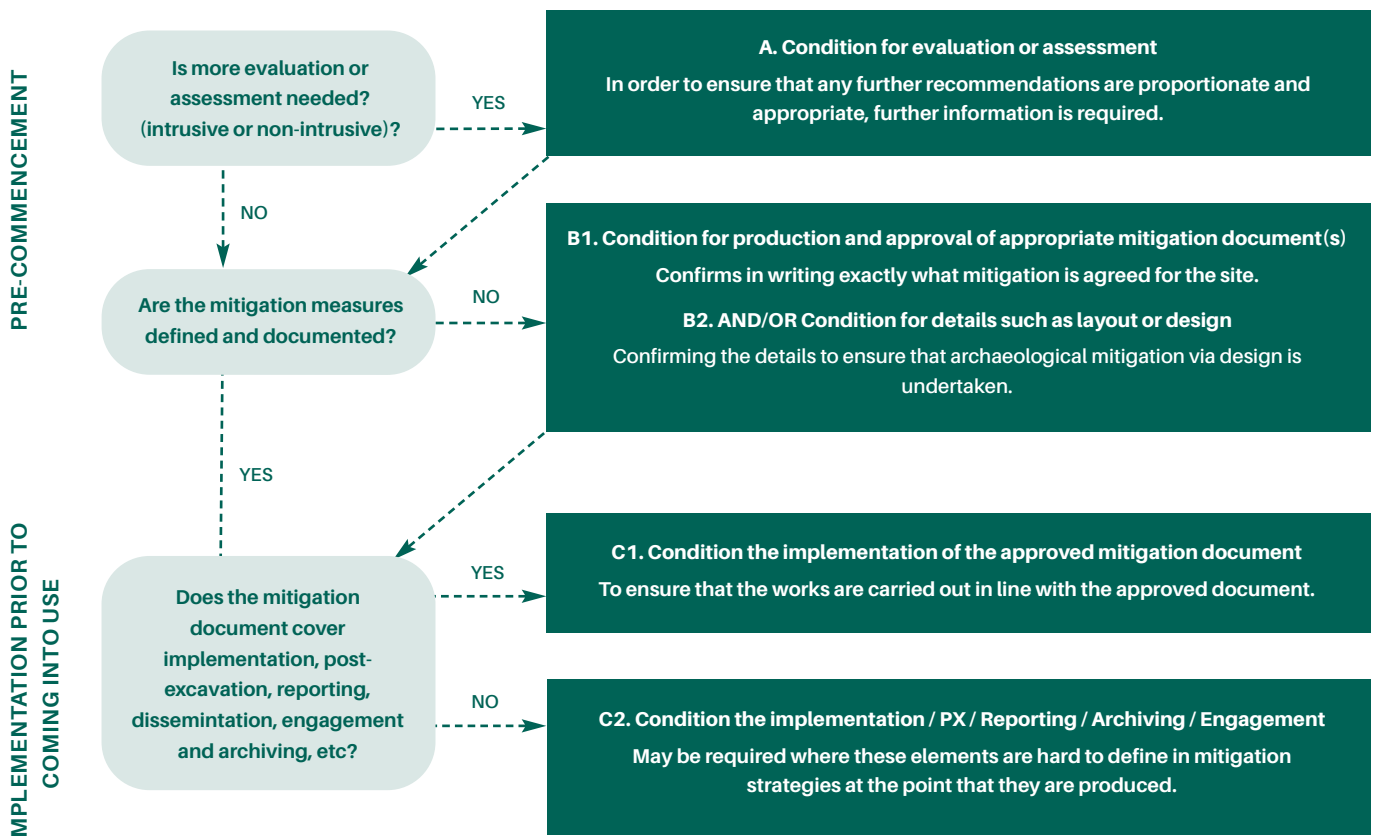 PRE-COMMENCEMENT
Is more evaluation or
assessment needed?
(intrusive or non-intrusive)?
YES
A. Condition for evaluation or assessment
In order to ensure that any further recommendations are proportionate and
appropriate, further information is required.
NO
Are the mitigation measures
defined and documented?
NO
B1. Condition for production and approval of appropriate mitigation document(s)
Confirms in writing exactly what mitigation is agreed for the site.
B2. AND/OR Condition for details such as layout or design
Confirming the details to ensure that archaeological mitigation via design is
undertaken.
YES
MPLEMENTATION PRIOR TO
COMING INTO USE
Does the mitigation
document cover
implementation, post-
excavation, reporting,
dissemintation, engagement
and archiving, etc?
YES
C1. Condition the implementation of the approved mitigation document
To ensure that the works are carried out in line with the approved document.
NO
C2. Condition the implementation / PX / Reporting / Archiving / Engagement
May be required where these elements are hard to define in mitigation
strategies at the point that they are produced.